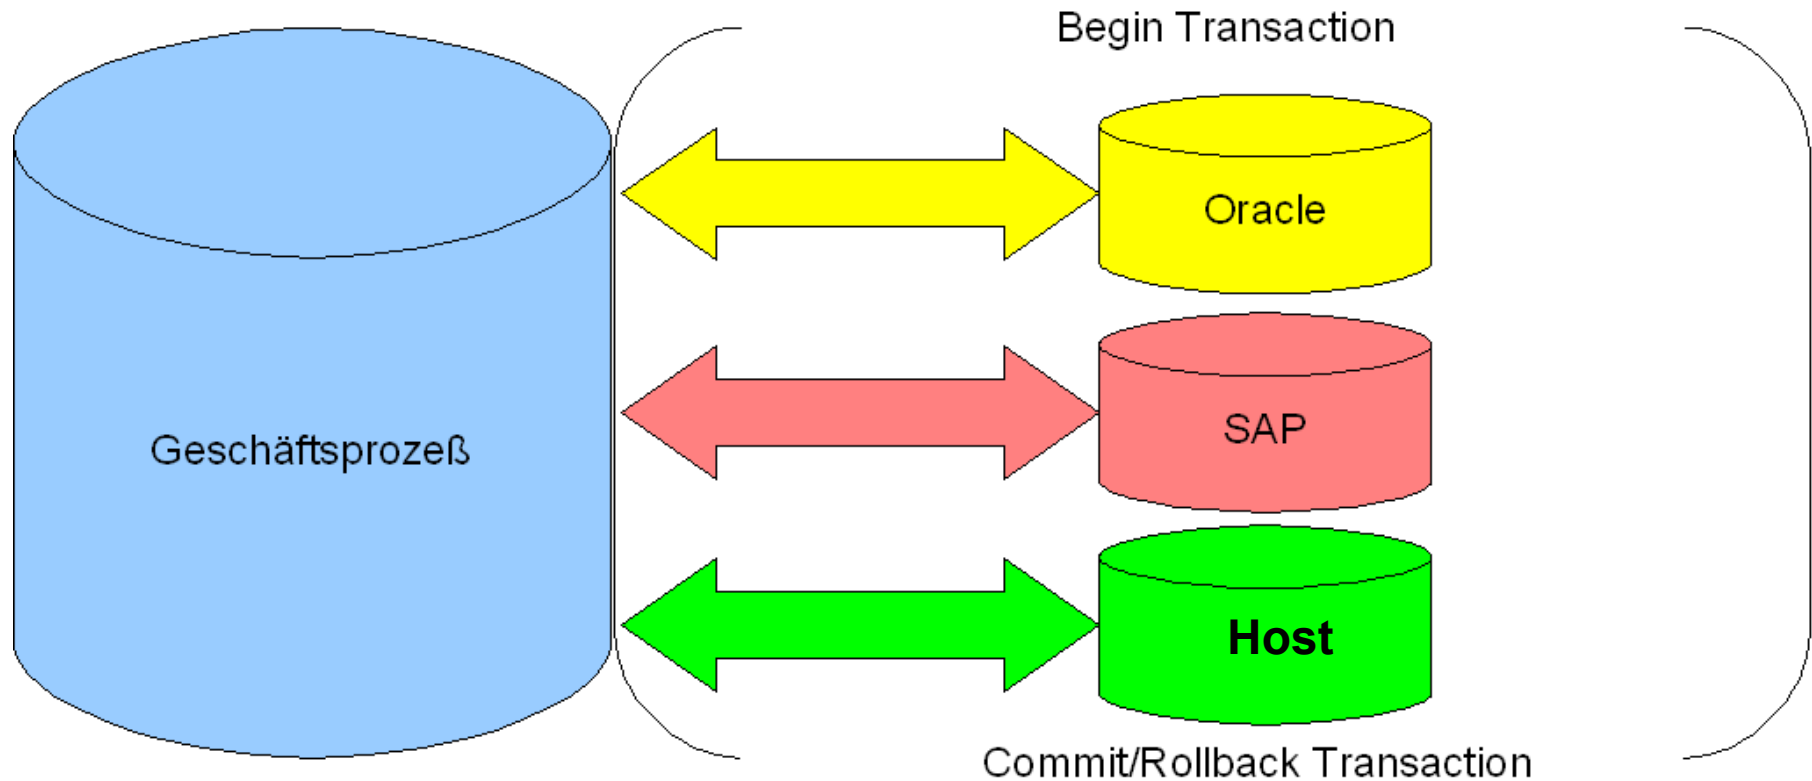 Begin Transaction
Oracle
SAP
Geschäftsprozeß
Host
Commit/Rollback Transaction